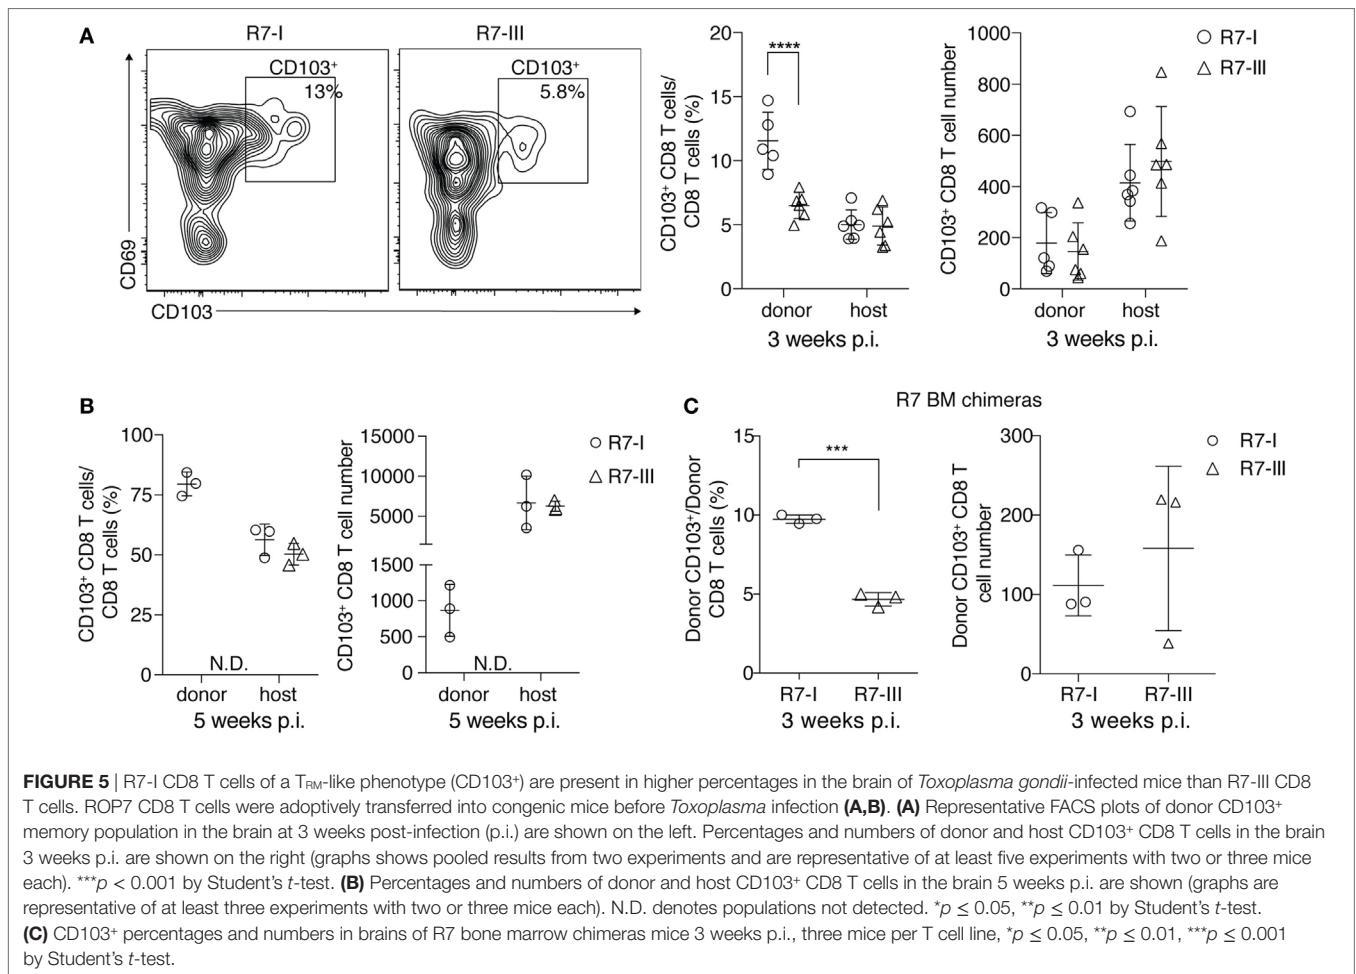 A
R7-I
R7-III
CD103⁺
13%
CD103⁺
5.8%
CD69
CD103
CD103⁺ CD8 T cells/
CD8 T cells (%)
20
15
10
5
0
****
donor
host
3 weeks p.i.
CD103⁺ CD8 T cell number
1000
800
600
400
200
0
donor
host
3 weeks p.i.
R7-I
R7-III
B
CD103⁺ CD8 T cells/
CD8 T cells (%)
100
75
50
25
0
N.D.
donor
host
5 weeks p.i.
CD103⁺ CD8 T cell number
15000
10000
5000
1500
1000
500
0
N.D.
donor
host
5 weeks p.i.
R7-I
R7-III
C
R7 BM chimeras
Donor CD103⁺/Donor
CD8 T cells (%)
15
10
5
0
***
R7-I
R7-III
3 weeks p.i.
Donor CD103⁺ CD8 T
cell number
300
200
100
0
R7-I
R7-III
3 weeks p.i.
R7-I
R7-III
FIGURE 5 | R7-I CD8 T cells of a TRM-like phenotype (CD103⁺) are present in higher percentages in the brain of Toxoplasma gondii-infected mice than R7-III CD8
T cells. ROP7 CD8 T cells were adoptively transferred into congenic mice before Toxoplasma infection (A,B). (A) Representative FACS plots of donor CD103⁺
memory population in the brain at 3 weeks post-infection (p.i.) are shown on the left. Percentages and numbers of donor and host CD103⁺ CD8 T cells in the brain
3 weeks p.i. are shown on the right (graphs shows pooled results from two experiments and are representative of at least five experiments with two or three mice
each). ***p < 0.001 by Student's t-test. (B) Percentages and numbers of donor and host CD103⁺ CD8 T cells in the brain 5 weeks p.i. are shown (graphs are
representative of at least three experiments with two or three mice each). N.D. denotes populations not detected. *p ≤ 0.05, **p ≤ 0.01 by Student's t-test.
(C) CD103⁺ percentages and numbers in brains of R7 bone marrow chimeras mice 3 weeks p.i., three mice per T cell line, *p ≤ 0.05, **p ≤ 0.01, ***p ≤ 0.001
by Student's t-test.